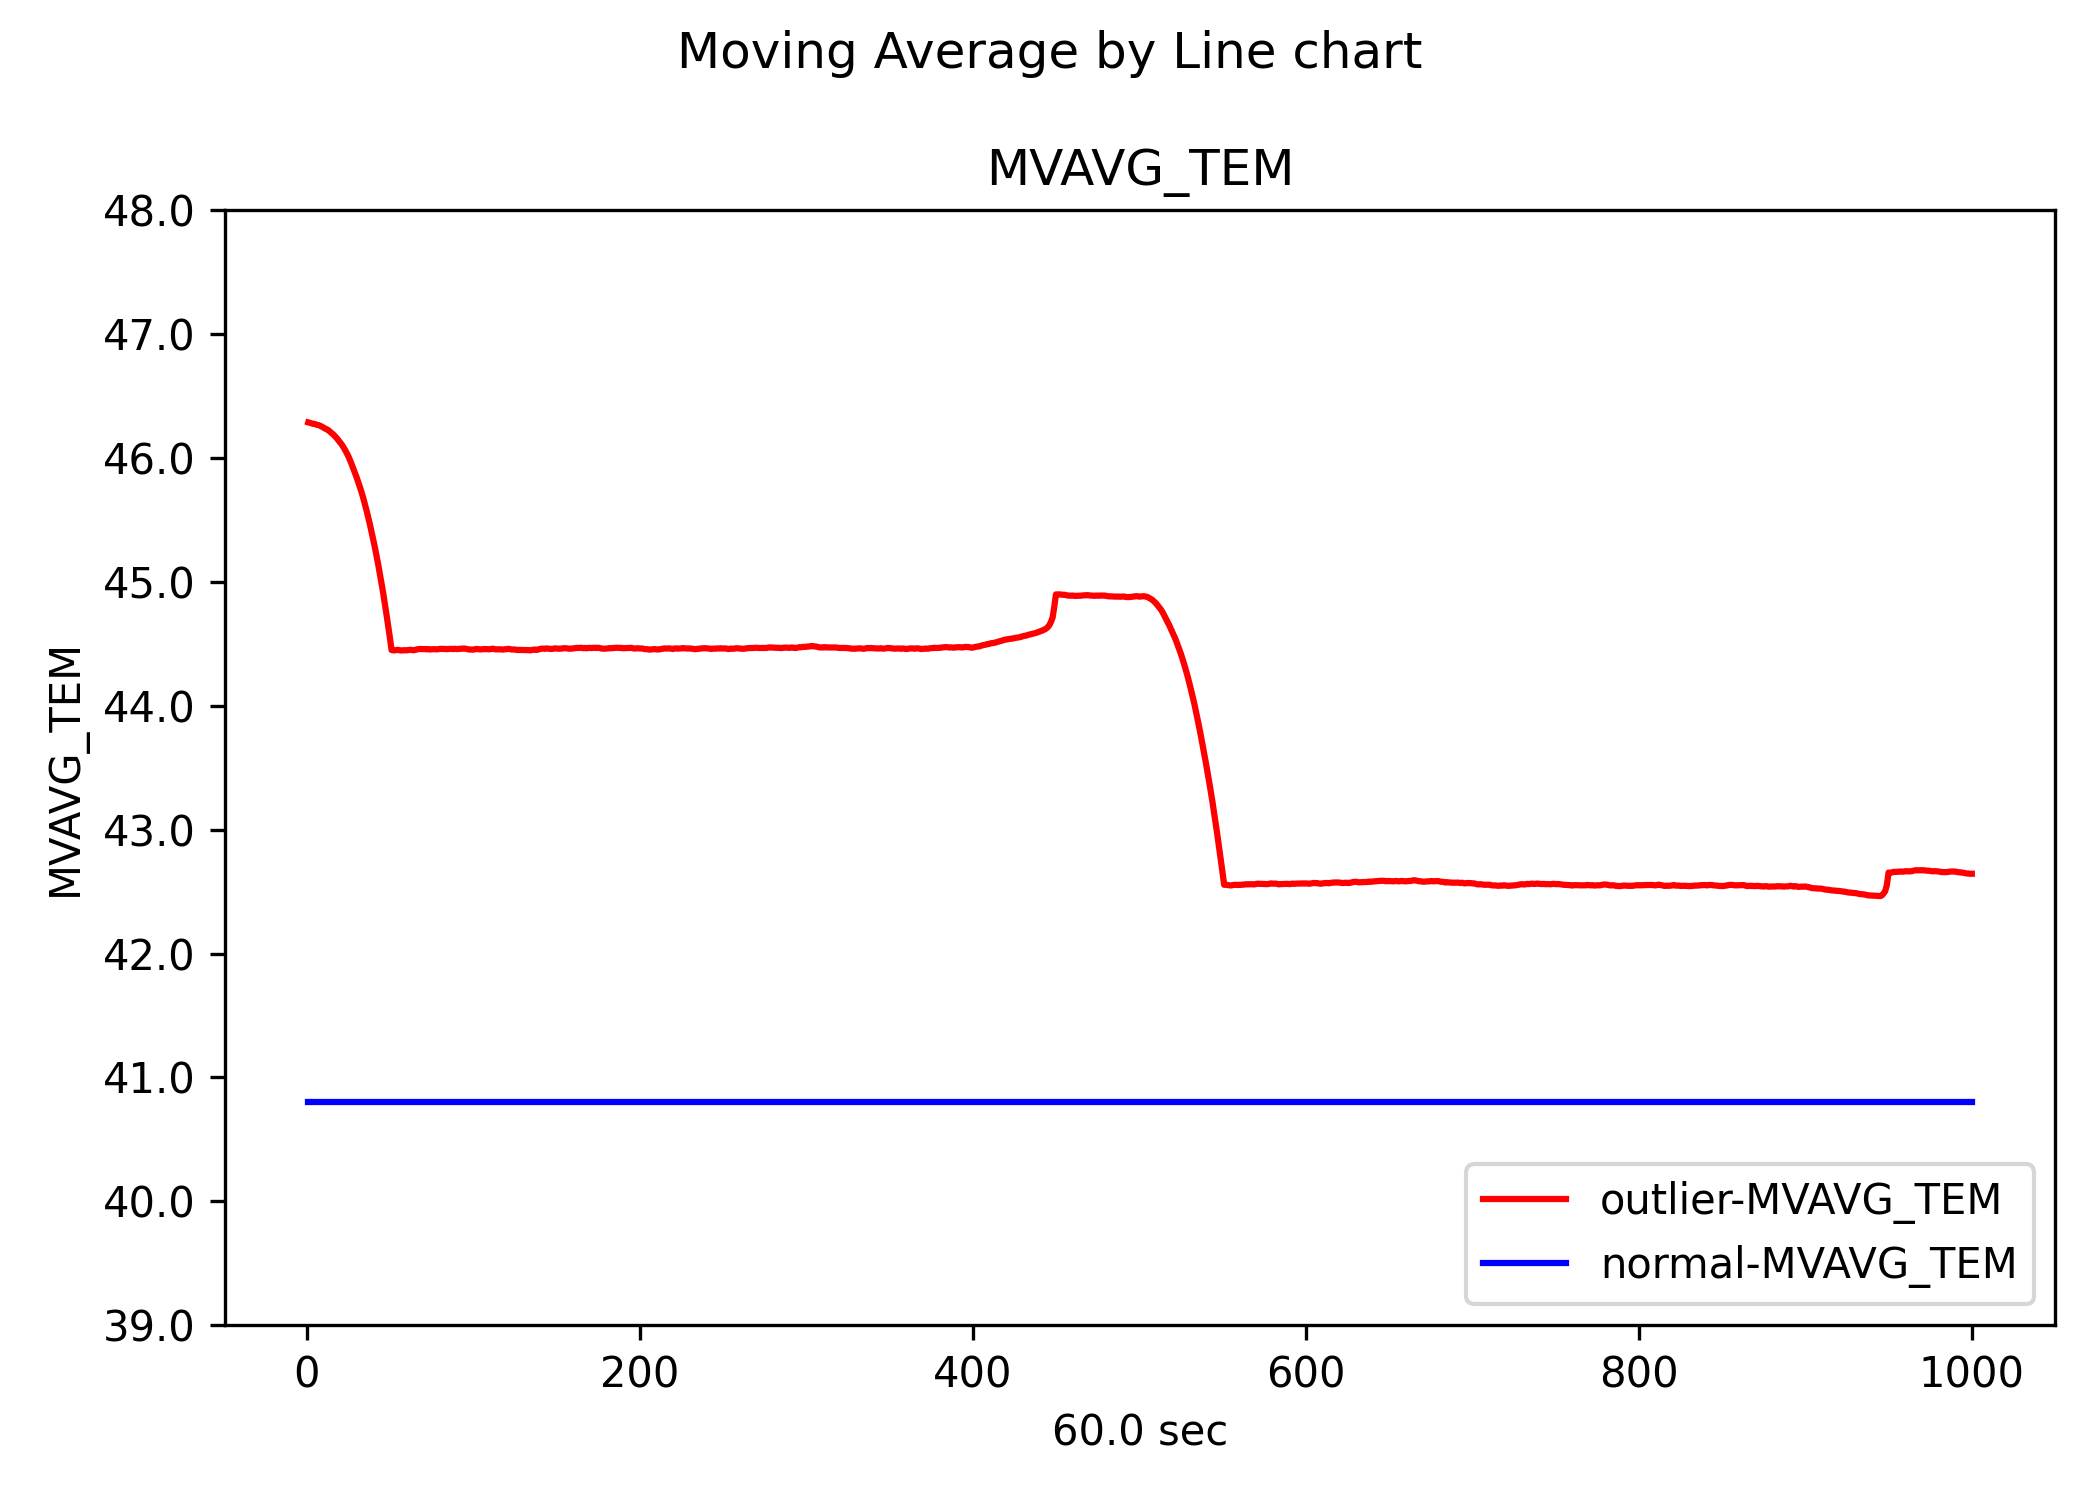 Moving Average by Line chart
MVAVG_TEM
48.0
47.0
46.0
45.0
44.0
43.0
42.0
41.0
40.0
39.0
MVAVG_TEM
outlier-MVAVG_TEM
normal-MVAVG_TEM
0 200 400 600 800 1000
60.0 sec